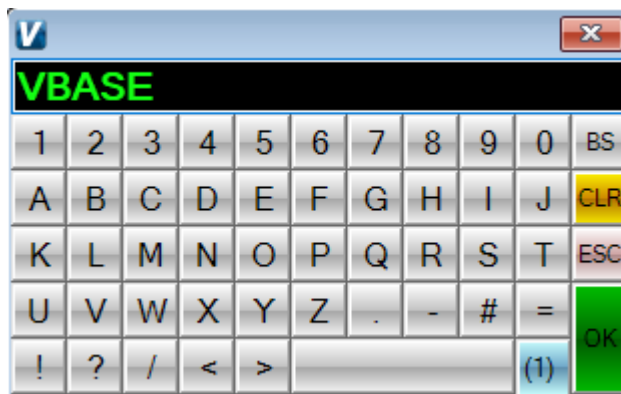 V
VBASE
1 2 3 4 5 6 7 8 9 0 BS
A B C D E F G H I J CLR
K L M N O P Q R S T ESC
U V W X Y Z . - # = OK
! ? / < > (1)